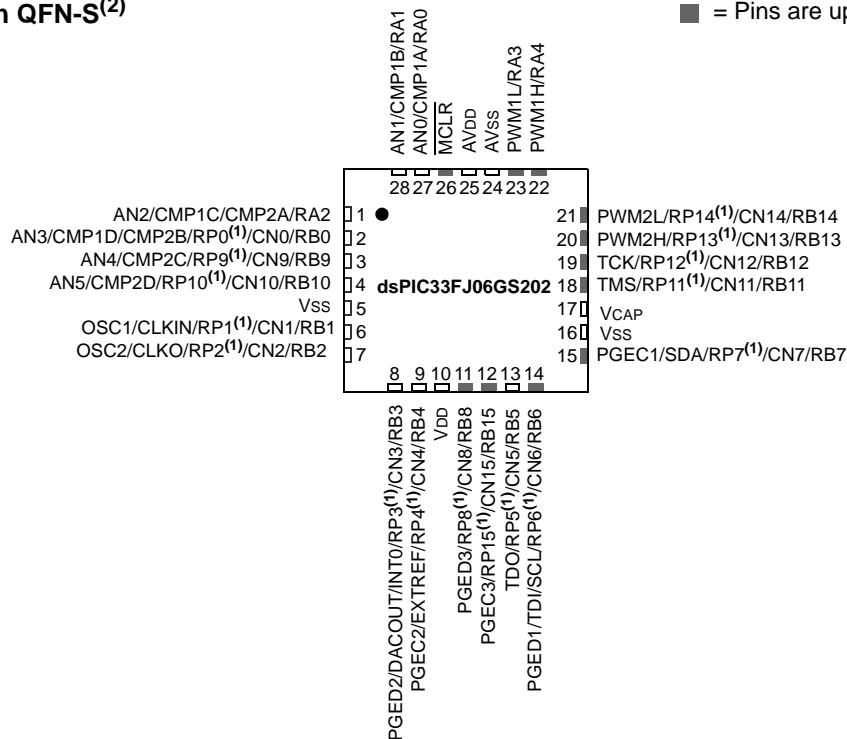 QFN-S(2)
= Pins are up
AN1/CMP1B/RA1
AN0/CMP1A/RA0
MCLR
AVDD
AVSS
PWM1L/RA3
PWM1H/RA4
28 27 26 25 24 23 22
AN2/CMP1C/CMP2A/RA2 1
AN3/CMP1D/CMP2B/RP0(1)/CN0/RB0 2
AN4/CMP2C/RP9(1)/CN9/RB9 3
AN5/CMP2D/RP10(1)/CN10/RB10 4
VSS 5
OSC1/CLKIN/RP1(1)/CN1/RB1 6
OSC2/CLKO/RP2(1)/CN2/RB2 7
dsPIC33FJ06GS202
21 PWM2L/RP14(1)/CN14/RB14
20 PWM2H/RP13(1)/CN13/RB13
19 TCK/RP12(1)/CN12/RB12
18 TMS/RP11(1)/CN11/RB11
17 VCAP
16 VSS
15 PGEC1/SDA/RP7(1)/CN7/RB7
8 9 10 11 12 13 14
PGED2/DACOUT/INT0/RP3(1)/CN3/RB3
PGEC2/EXTREF/RP4(1)/CN4/RB4
VDD
PGED3/RP8(1)/CN8/RB8
PGEC3/RP15(1)/CN15/RB15
TDO/RP5(1)/CN5/RB5
PGED1/TDI/SCL/RP6(1)/CN6/RB6